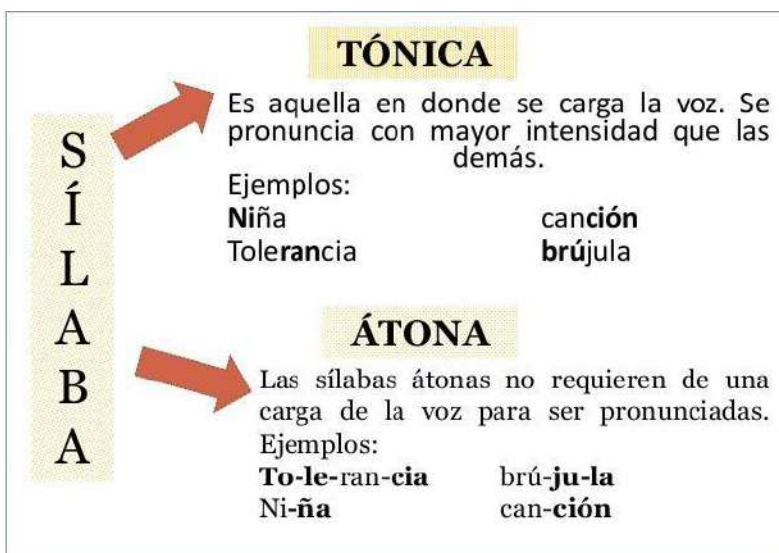 SÍLABA
TÓNICA
Es aquella en donde se carga la voz. Se
pronuncia con mayor intensidad que las
demás.
Ejemplos:
Niña canción
Tolerancia brújula
ÁTONA
Las sílabas átonas no requieren de una
carga de la voz para ser pronunciadas.
Ejemplos:
To-le-ran-cia brú-ju-la
Ni-ña can-ción